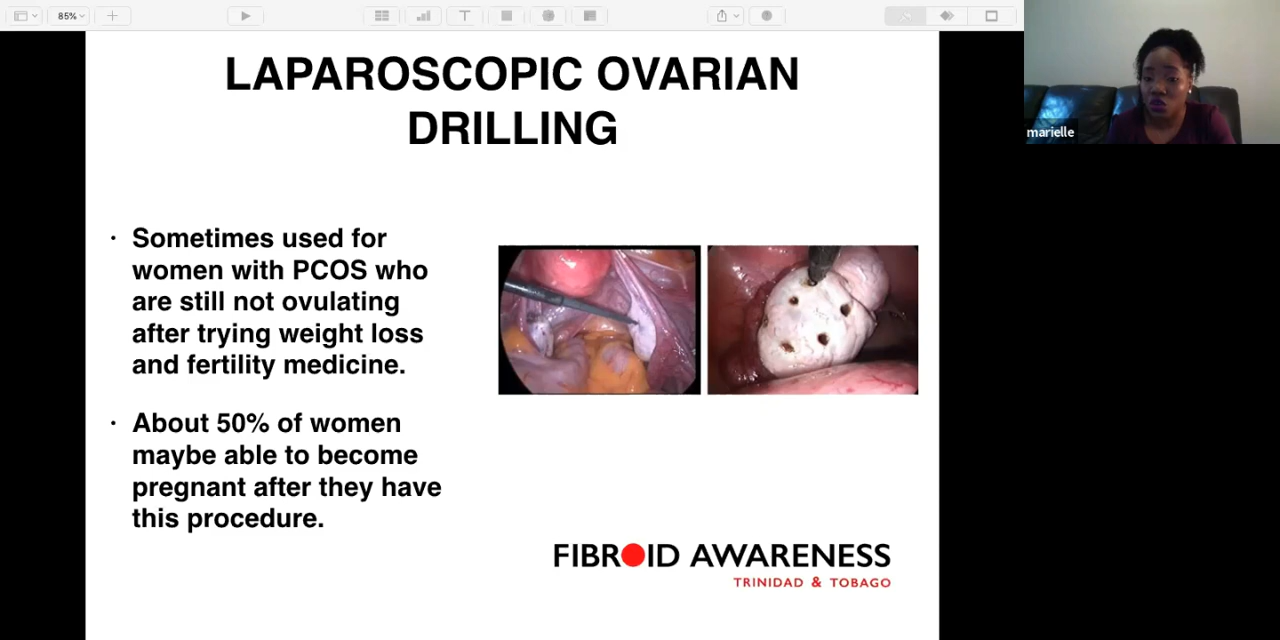 85%
LAPAROSCOPIC OVARIAN
DRILLING
marielle
· Sometimes used for
women with PCOS who
are still not ovulating
after trying weight loss
and fertility medicine.
· About 50% of women
maybe able to become
pregnant after they have
this procedure.
FIBROID AWARENESS
TRINIDAD & TOBAGO